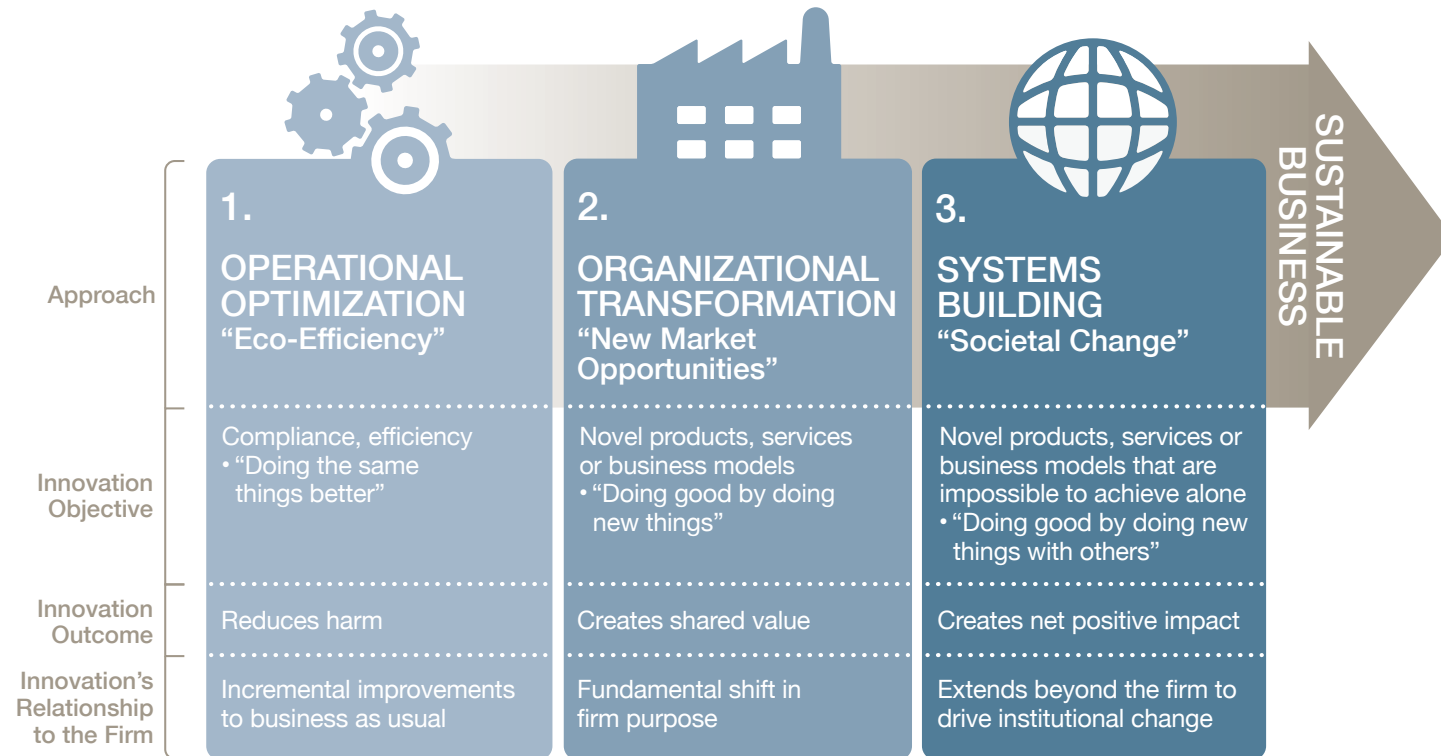 SUSTAINABLE
BUSINESS
Approach
1.
OPERATIONAL
OPTIMIZATION
“Eco-Efficiency”
2.
ORGANIZATIONAL
TRANSFORMATION
“New Market
Opportunities”
3.
SYSTEMS
BUILDING
“Societal Change”
Innovation
Objective
Compliance, efficiency
• “Doing the same
things better”
Novel products, services
or business models
• “Doing good by doing
new things”
Novel products, services or
business models that are
impossible to achieve alone
• “Doing good by doing new
things with others”
Innovation
Outcome
Reduces harm
Creates shared value
Creates net positive impact
Innovation’s
Relationship
to the Firm
Incremental improvements
to business as usual
Fundamental shift in
firm purpose
Extends beyond the firm to
drive institutional change